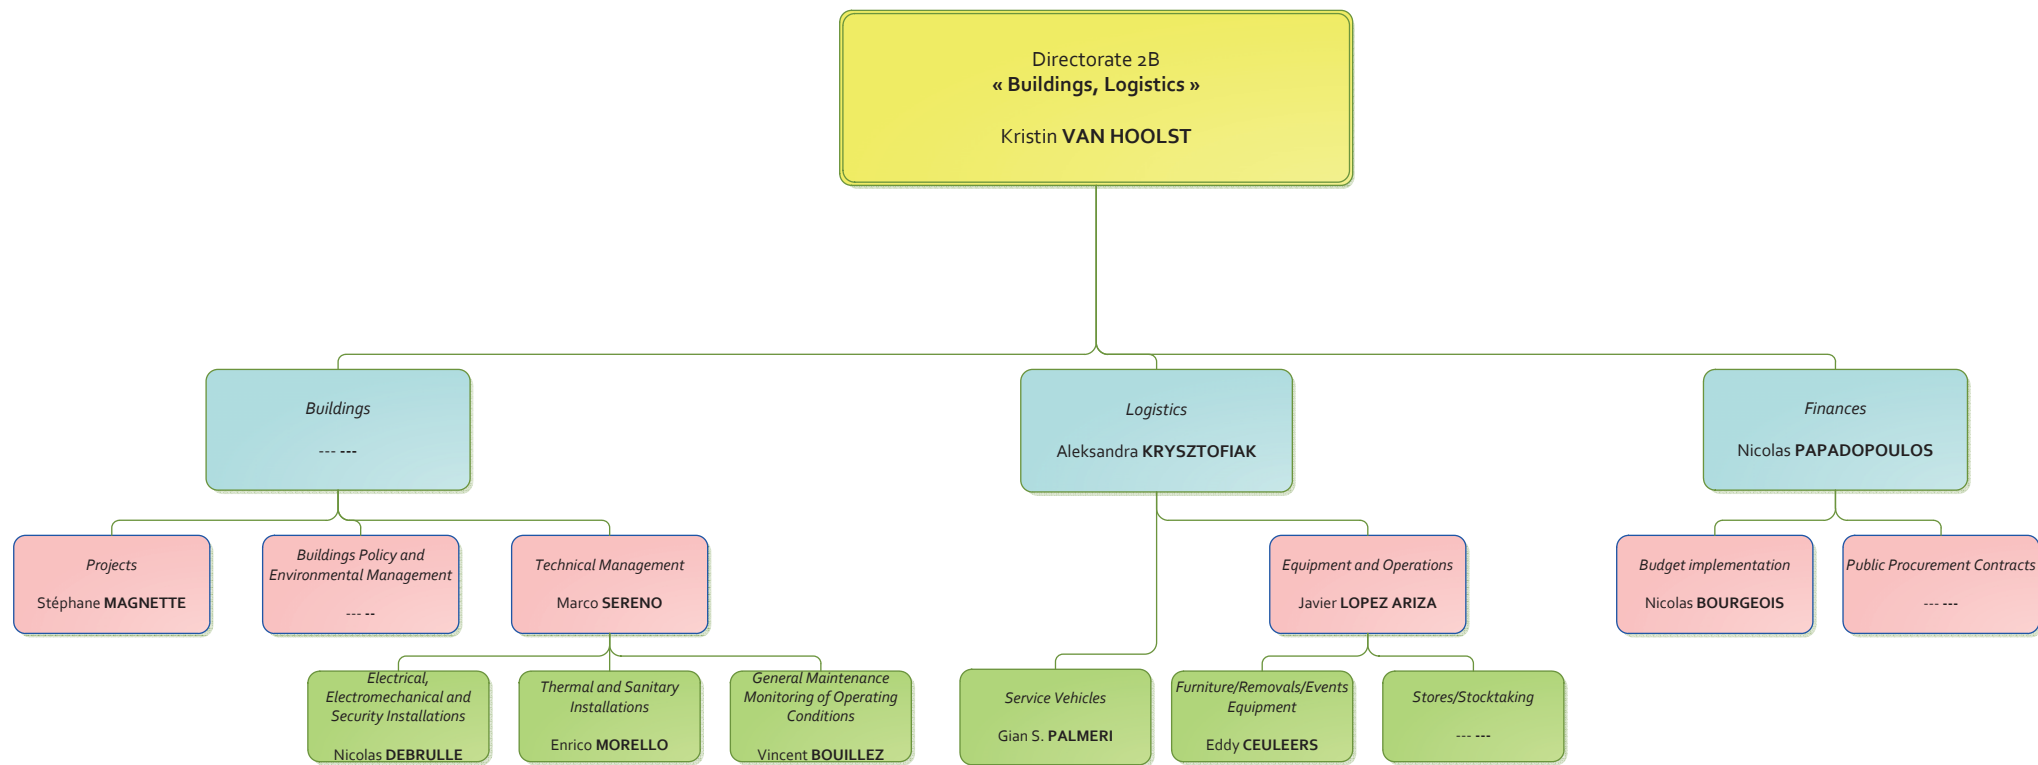 Directorate 2B
« Buildings, Logistics »
Kristin VAN HOOLST
Buildings
--- ---
Logistics
Aleksandra KRYSZTOFIAK
Finances
Nicolas PAPADOPOULOS
Projects
Stéphane MAGNETTE
Buildings Policy and
Environmental Management
--- --
Technical Management
Marco SERENO
Equipment and Operations
Javier LOPEZ ARIZA
Budget implementation
Nicolas BOURGEOIS
Public Procurement Contracts
--- ---
Electrical,
Electromechanical and
Security Installations
Nicolas DEBRULLE
Thermal and Sanitary
Installations
Enrico MORELLO
General Maintenance
Monitoring of Operating
Conditions
Vincent BOUILLEZ
Service Vehicles
Gian S. PALMERI
Furniture/Removals/Events
Equipment
Eddy CEULEERS
Stores/Stocktaking
--- ---